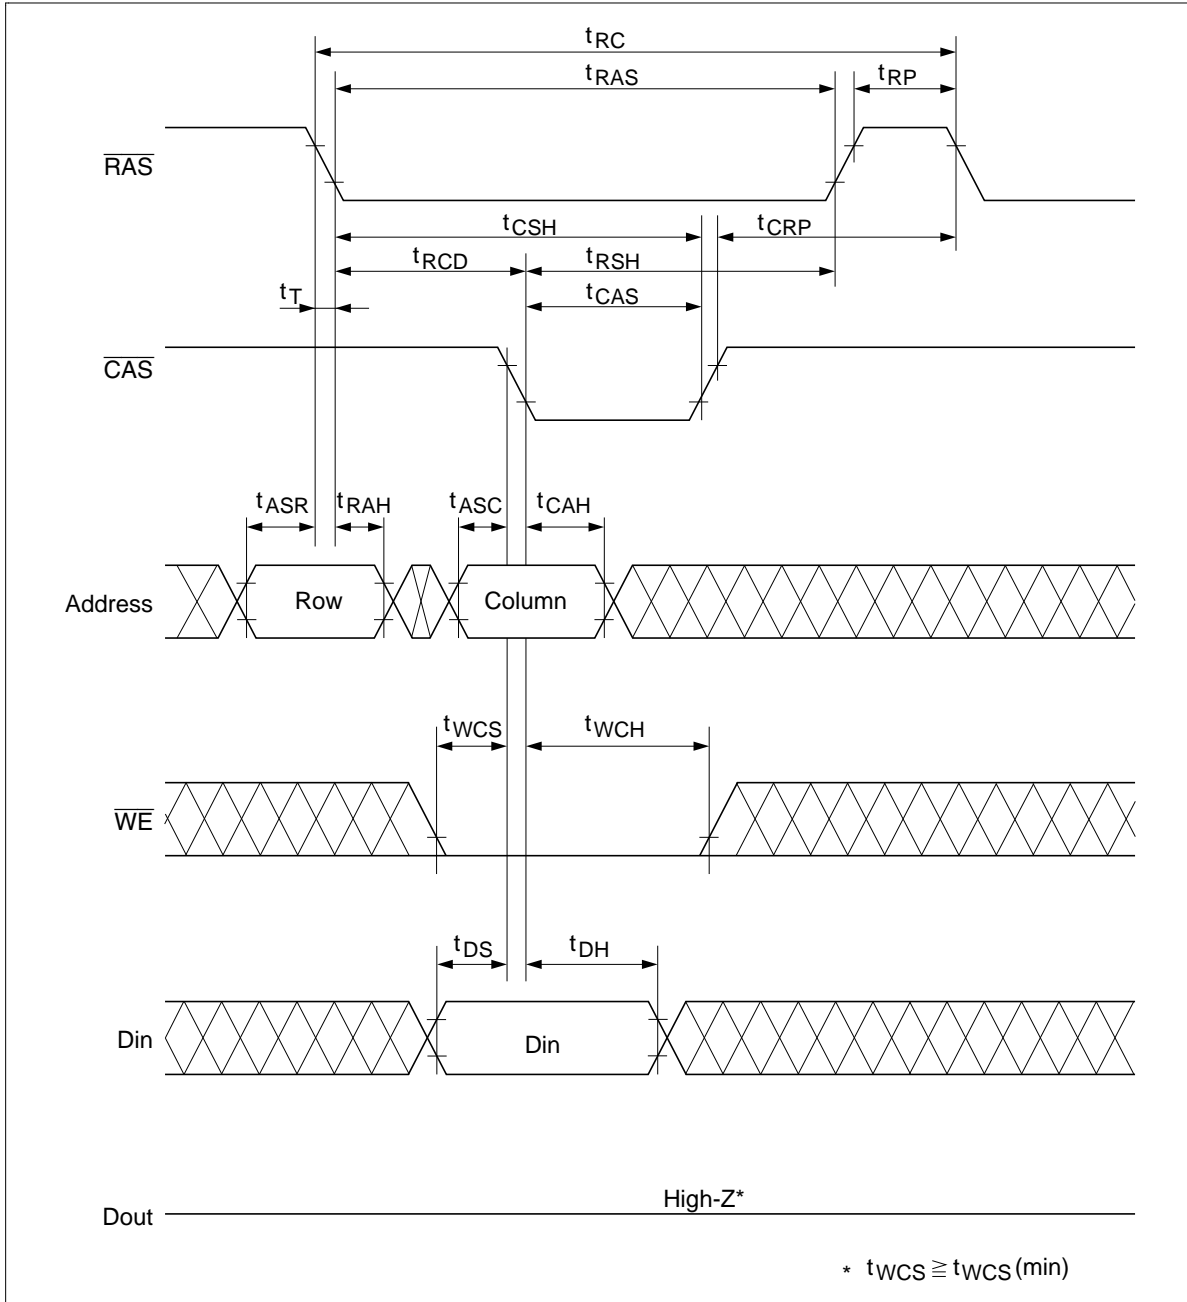 tRC
tRAS
tRP
RAS
tCSH
tCRP
tRCD
tRSH
tT
tCAS
CAS
tASR
tRAH
tASC
tCAH
Address
Row
Column
tWCS
tWCH
WE
tDS
tDH
Din
Din
High-Z*
Dout
* tWCS ≧ tWCS (min)